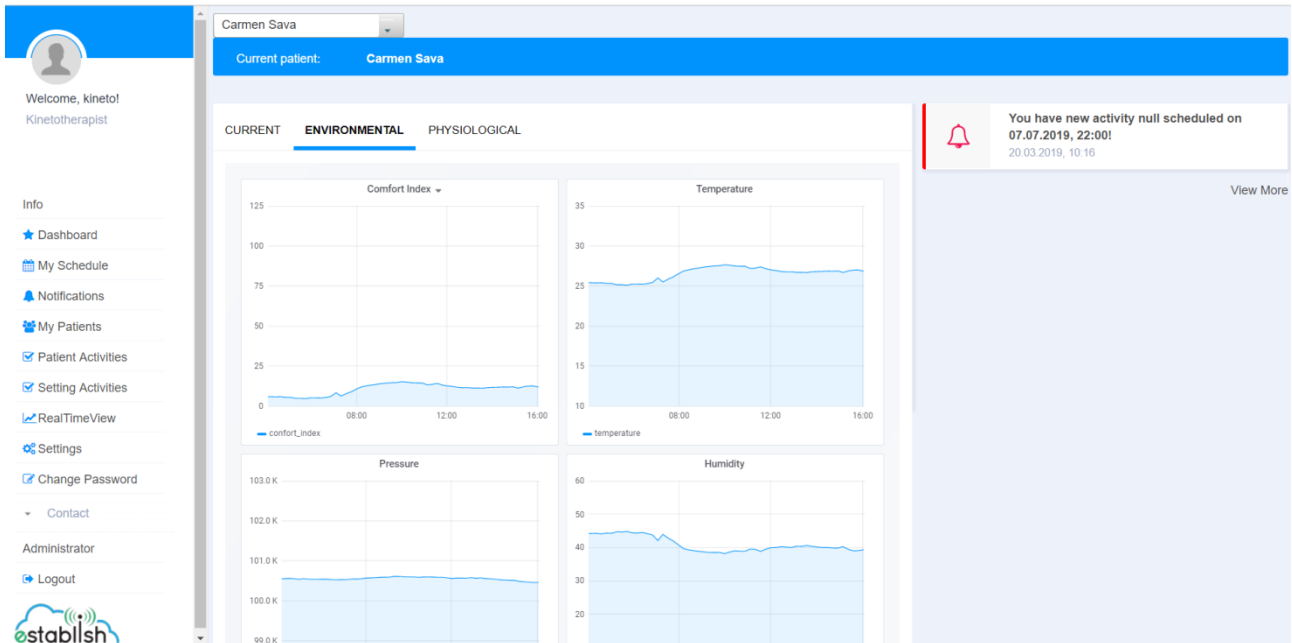 Carmen Sava
Current patient: Carmen Sava
Welcome, kineto!
Kinetotherapist
Info
Dashboard
My Schedule
Notifications
My Patients
Patient Activities
Setting Activities
RealTimeView
Settings
Change Password
Contact
Administrator
Logout
establish
CURRENT ENVIRONMENTAL PHYSIOLOGICAL
Comfort Index
125
100
75
50
25
0
08:00 12:00 16:00
confort_index
Temperature
35
30
25
20
15
10
08:00 12:00 16:00
temperature
Pressure
103.0 K
102.0 K
101.0 K
100.0 K
99.0 K
Humidity
60
50
40
30
20
You have new activity null scheduled on
07.07.2019, 22:00!
20.03.2019, 10:16
View More